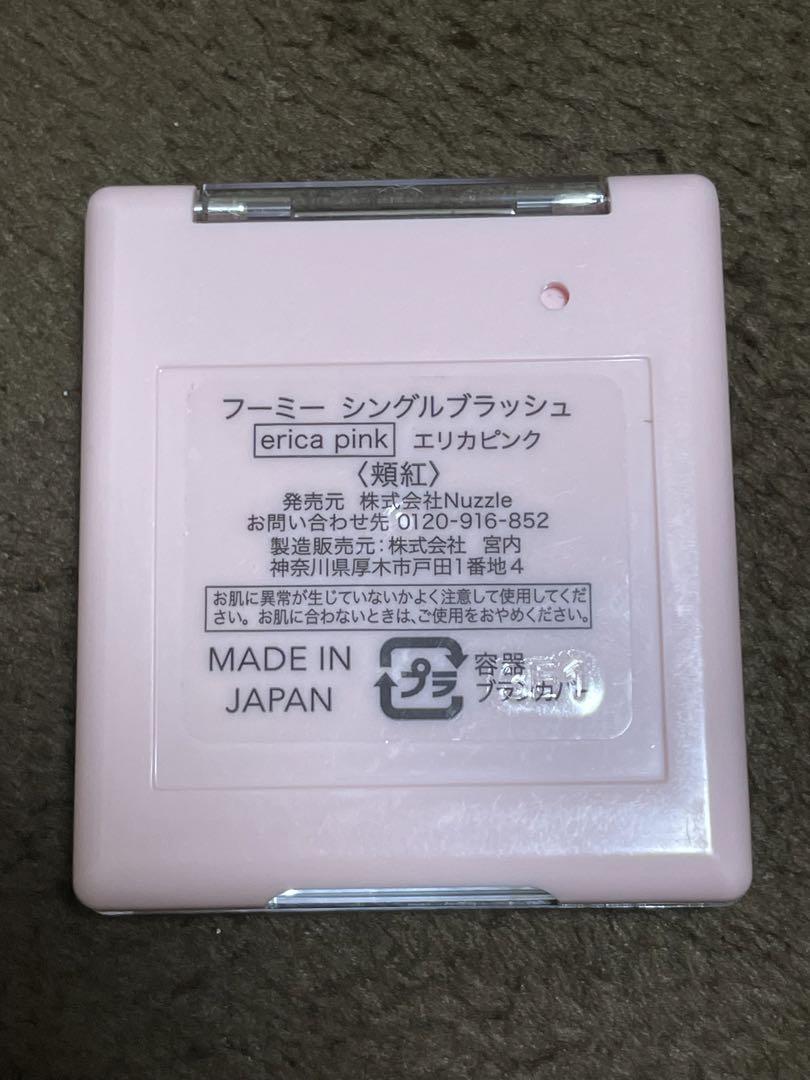 フーミー シングルブラッシュ
erica pink エリカピンク
〈頬紅〉
発売元 株式会社Nuzzle
お問い合わせ先 0120-916-852
製造販売元:株式会社 宮内
神奈川県厚木市戸田1番地4
お肌に異常が生じていないかよく注意して使用してくだ
さい。お肌に合わないときは、ご使用をおやめください。
MADE IN
JAPAN
プラ
容器